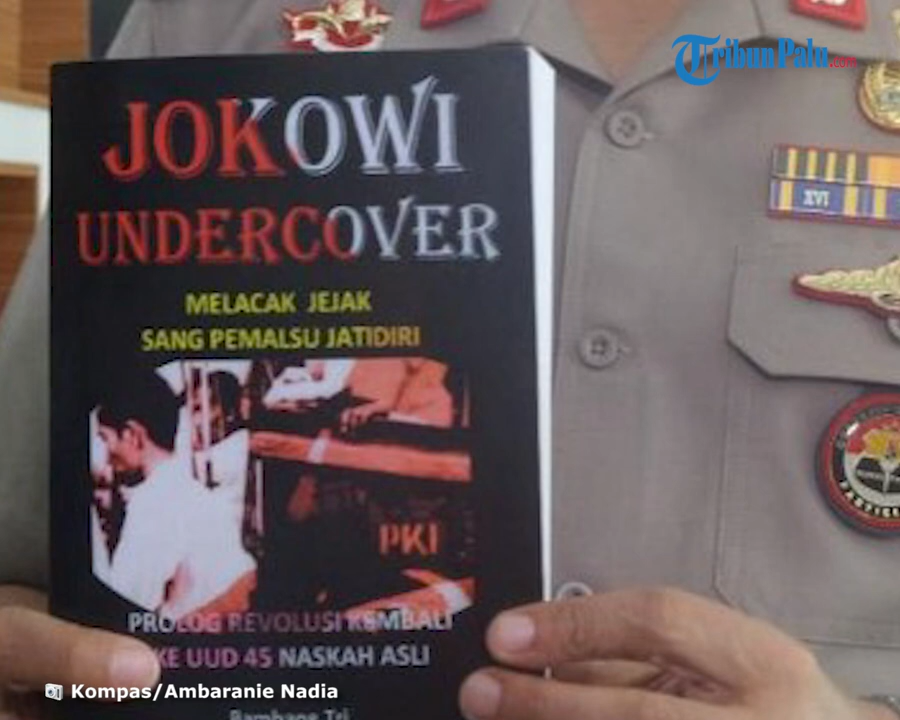 TribunPalu.com
JOKOWI
UNDERCOVER
MELACAK JEJAK
SANG PEMALSU JATIDIRI
XVI
PKI
PROLOG REVOLUSI KEMBALI
KE UUD 45 NASKAH ASLI
Kompas/Ambaranie Nadia
Bambang Tri